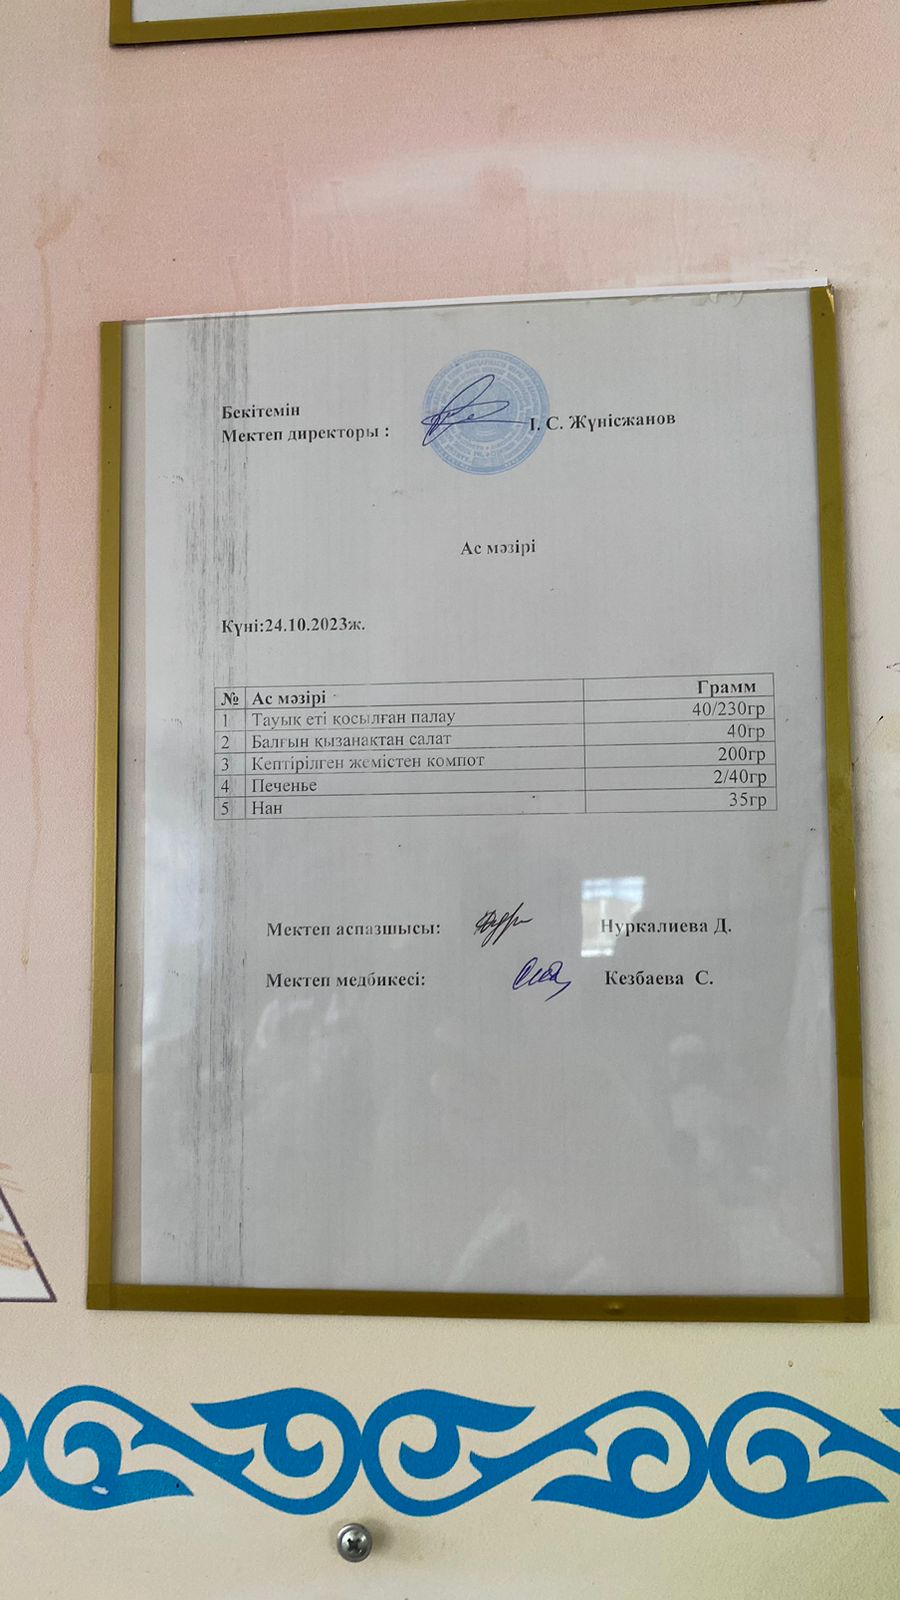 Бекітемін
Мектеп директоры : І. С. Жүнісжанов
Ас мәзірі
Күні:24.10.2023ж.
№ Ас мәзірі Грамм
1 Тауық еті қосылған палау 40/230гр
2 Балғын қызанақтан салат 40гр
3 Кептірілген жемістен компот 200гр
4 Печенье 2/40гр
5 Нан 35гр
Мектеп аспазшысы: Нуркалиева Д.
Мектеп медбикесі: Кезбаева С.